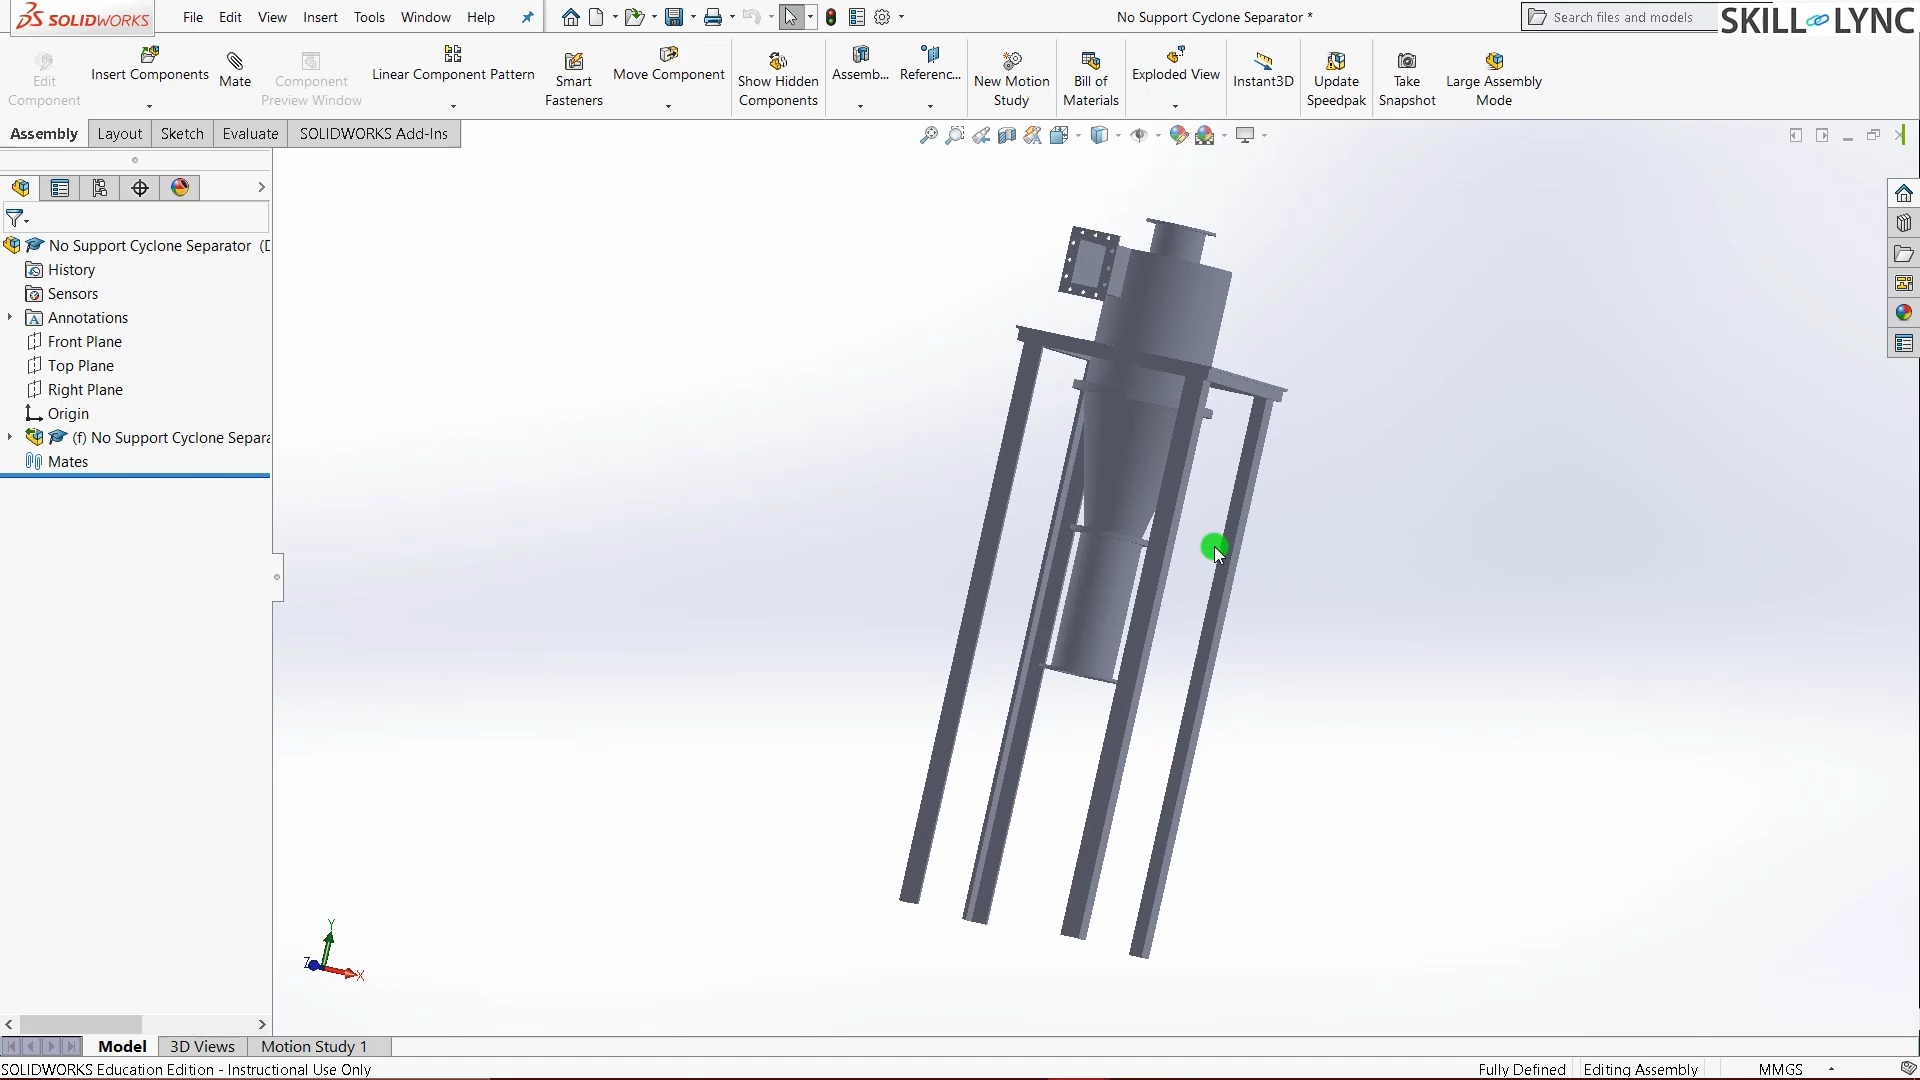 SOLIDWORKS
File Edit View Insert Tools Window Help
No Support Cyclone Separator *
Search files and models
SKILL LYNC
Edit Component
Insert Components
Mate
Component Preview Window
Linear Component Pattern
Smart Fasteners
Move Component
Show Hidden Components
Assemb...
Referenc...
New Motion Study
Bill of Materials
Exploded View
Instant3D
Update Speedpak
Take Snapshot
Large Assembly Mode
Assembly Layout Sketch Evaluate SOLIDWORKS Add-Ins
No Support Cyclone Separator (D
History
Sensors
Annotations
Front Plane
Top Plane
Right Plane
Origin
(f) No Support Cyclone Separa
Mates
Y
Z
X
Model 3D Views Motion Study 1
SOLIDWORKS Education Edition - Instructional Use Only
Fully Defined Editing Assembly MMGS